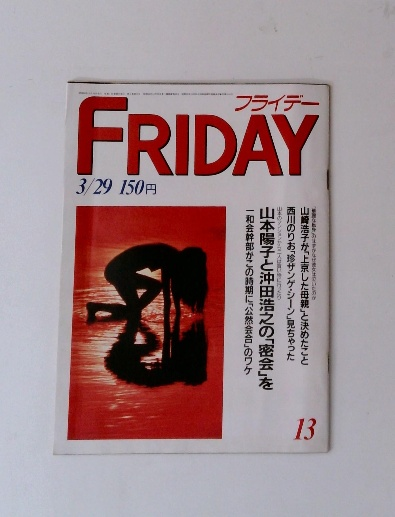 フライデー
FRIDAY
3/29 150円
山崎浩子が、「上京した母親」と決めたこと
西川のりお、「珍ザンゲ・シーン」見ちゃった
山本陽子と沖田浩之の「密会」を
一和会幹部がこの時期に「公然会合」のワケ
13